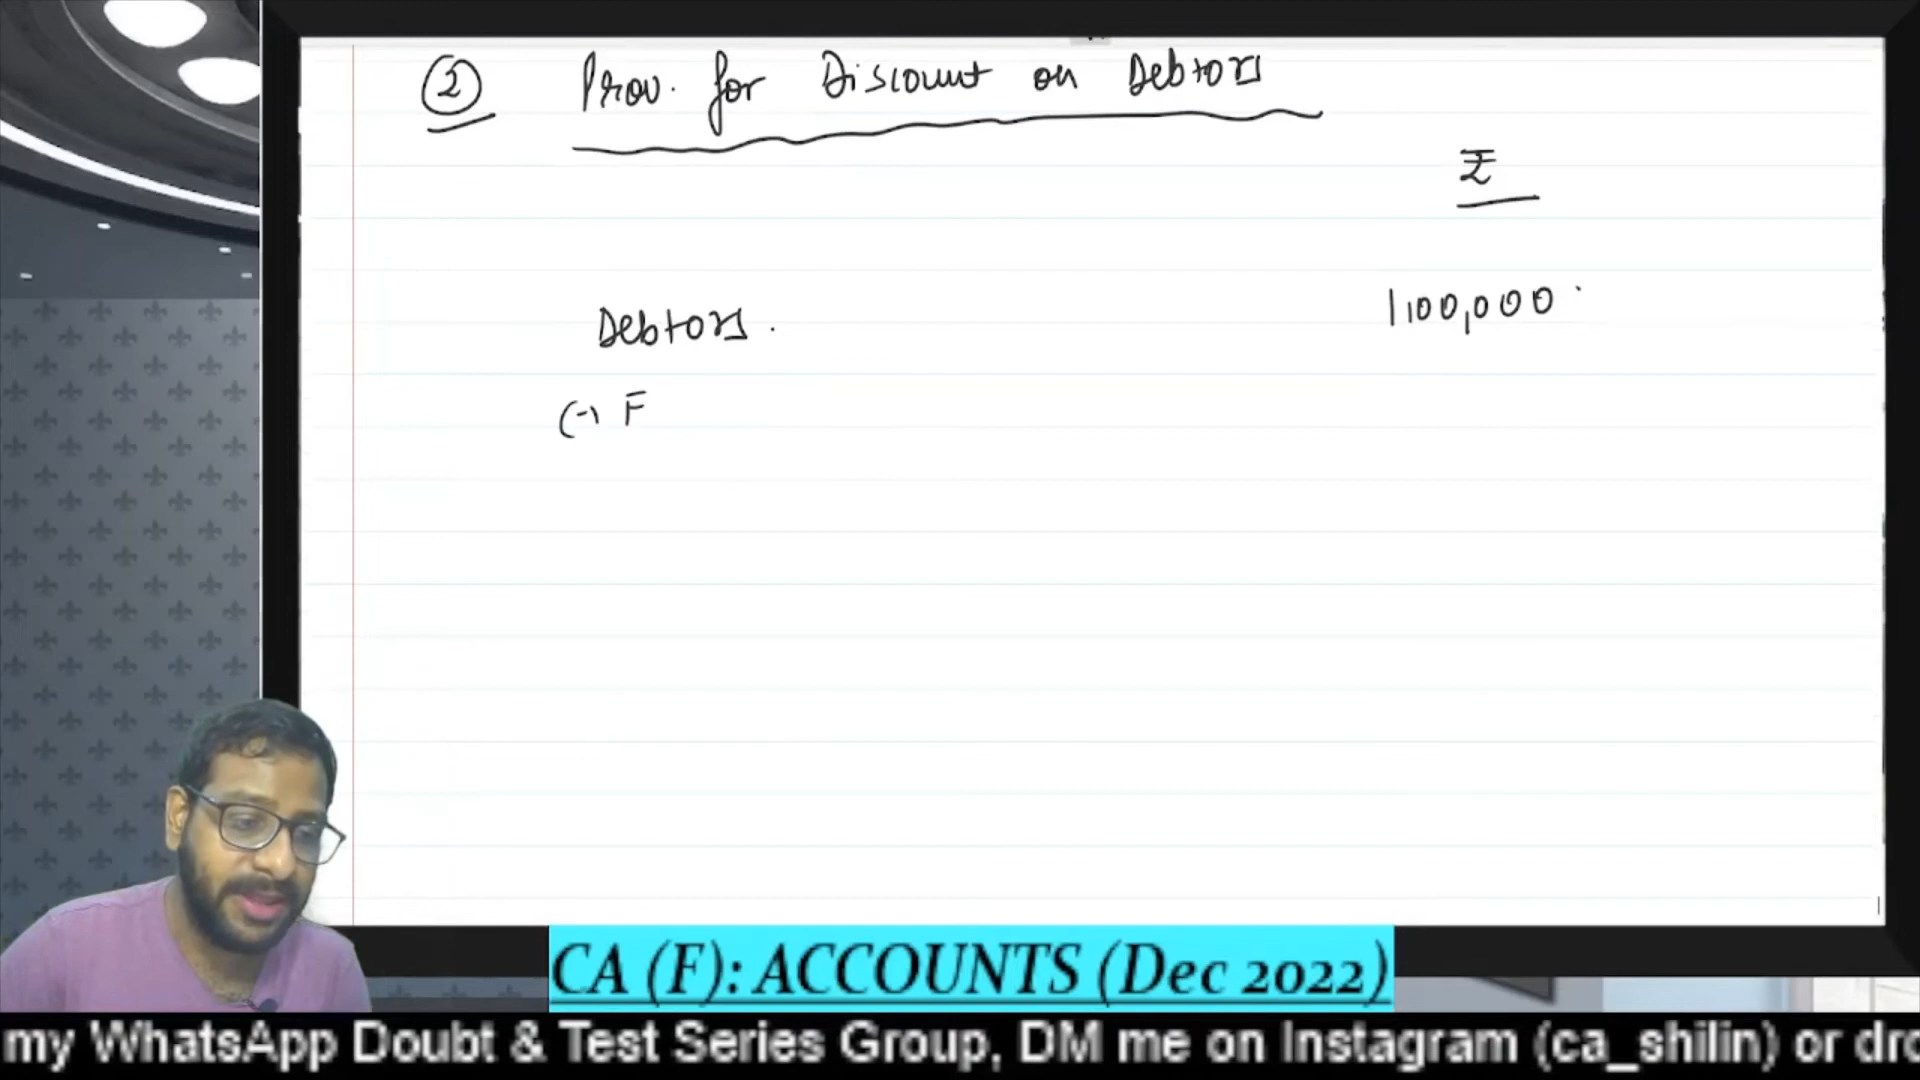 ② Prov. for Discount on Debtors
₹
Debtors. 1,00,000
(-) F
CA (F): ACCOUNTS (Dec 2022)
my WhatsApp Doubt & Test Series Group, DM me on Instagram (ca_shilin) or dro